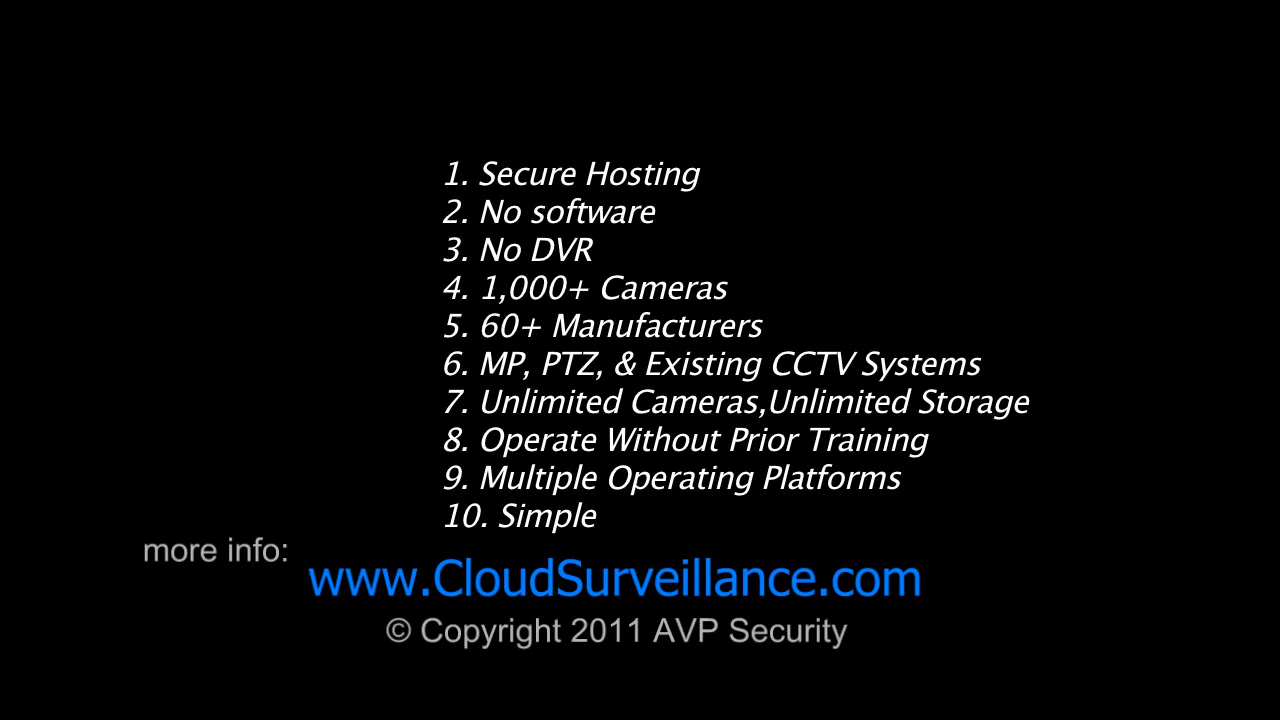 1. Secure Hosting
2. No software
3. No DVR
4. 1,000+ Cameras
5. 60+ Manufacturers
6. MP, PTZ, & Existing CCTV Systems
7. Unlimited Cameras,Unlimited Storage
8. Operate Without Prior Training
9. Multiple Operating Platforms
10. Simple
more info:
www.CloudSurveillance.com
© Copyright 2011 AVP Security